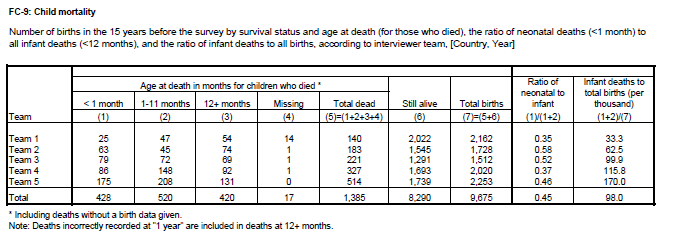 FC-9: Child mortality
Number of births in the 15 years before the survey by survival status and age at death (for those who died), the ratio of neonatal deaths (<1 month) to
all infant deaths (<12 months), and the ratio of infant deaths to all births, according to interviewer team, [Country, Year]
Age at death in months for children who died * Ratio of neonatal to infant Infant deaths to total births (per thousand)
< 1 month 1-11 months 12+ months Missing Total dead Still alive Total births
Team (1) (2) (3) (4) (5)=(1+2+3+4) (6) (7)=(5+6) (1)/(1+2) (1+2)/(7)
Team 1 25 47 54 14 140 2,022 2,162 0.35 33.3
Team 2 63 45 74 1 183 1,545 1,728 0.58 62.5
Team 3 79 72 69 1 221 1,291 1,512 0.52 99.9
Team 4 86 148 92 1 327 1,693 2,020 0.37 115.8
Team 5 175 208 131 0 514 1,739 2,253 0.46 170.0
Total 428 520 420 17 1,385 8,290 9,675 0.45 98.0
* Including deaths without a birth data given.
Note: Deaths incorrectly recorded at "1 year" are included in deaths at 12+ months.